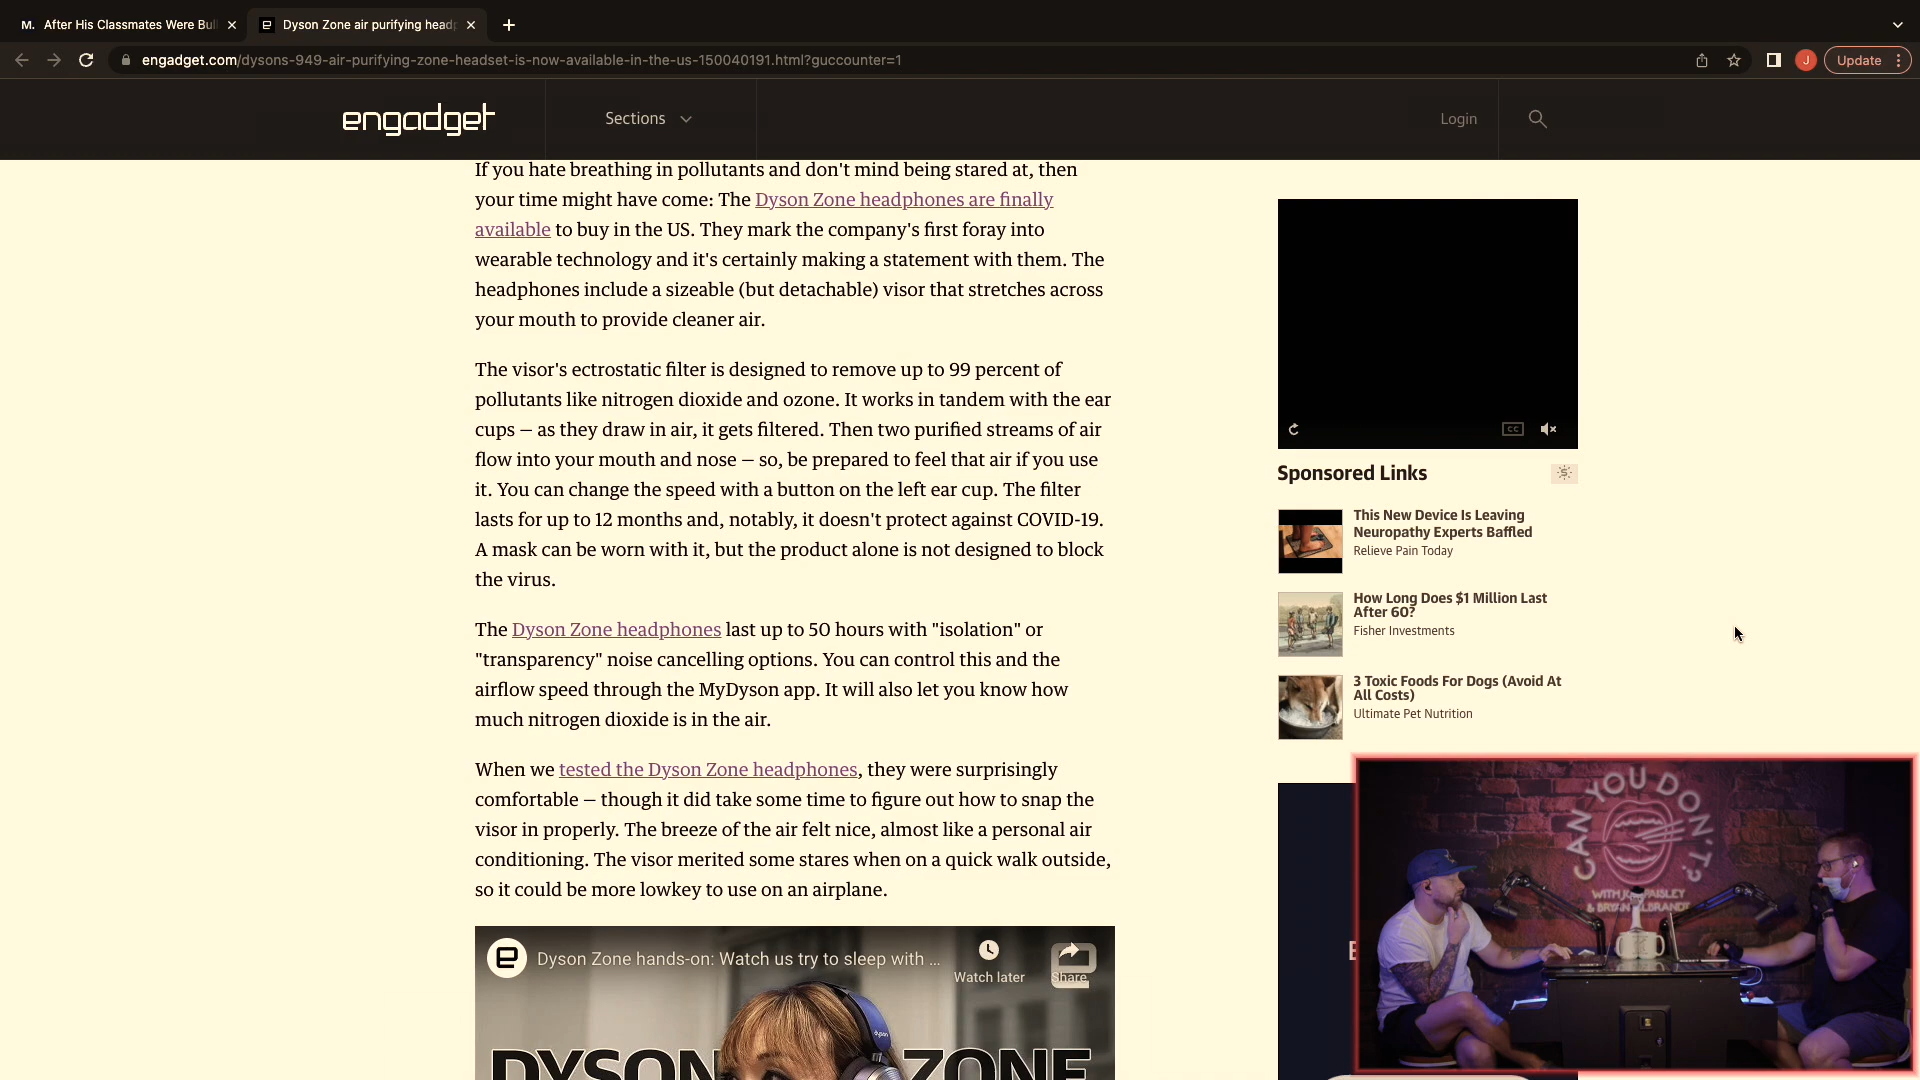 M. After His Classmates Were Bul
Dyson Zone air purifying head
engadget.com/dysons-949-air-purifying-zone-headset-is-now-available-in-the-us-150040191.html?guccounter=1
J
Update
engadget
Sections
Login
If you hate breathing in pollutants and don't mind being stared at, then
your time might have come: The Dyson Zone headphones are finally
available to buy in the US. They mark the company's first foray into
wearable technology and it's certainly making a statement with them. The
headphones include a sizeable (but detachable) visor that stretches across
your mouth to provide cleaner air.
The visor's ectrostatic filter is designed to remove up to 99 percent of
pollutants like nitrogen dioxide and ozone. It works in tandem with the ear
cups — as they draw in air, it gets filtered. Then two purified streams of air
flow into your mouth and nose — so, be prepared to feel that air if you use
it. You can change the speed with a button on the left ear cup. The filter
lasts for up to 12 months and, notably, it doesn't protect against COVID-19.
A mask can be worn with it, but the product alone is not designed to block
the virus.
The Dyson Zone headphones last up to 50 hours with "isolation" or
"transparency" noise cancelling options. You can control this and the
airflow speed through the MyDyson app. It will also let you know how
much nitrogen dioxide is in the air.
When we tested the Dyson Zone headphones, they were surprisingly
comfortable — though it did take some time to figure out how to snap the
visor in properly. The breeze of the air felt nice, almost like a personal air
conditioning. The visor merited some stares when on a quick walk outside,
so it could be more lowkey to use on an airplane.
Dyson Zone hands-on: Watch us try to sleep with ...
Watch later
Share
dyson
DYSON ZONE
CC
Sponsored Links
This New Device Is Leaving
Neuropathy Experts Baffled
Relieve Pain Today
How Long Does $1 Million Last
After 60?
Fisher Investments
3 Toxic Foods For Dogs (Avoid At
All Costs)
Ultimate Pet Nutrition
CAN YOU DON'T?